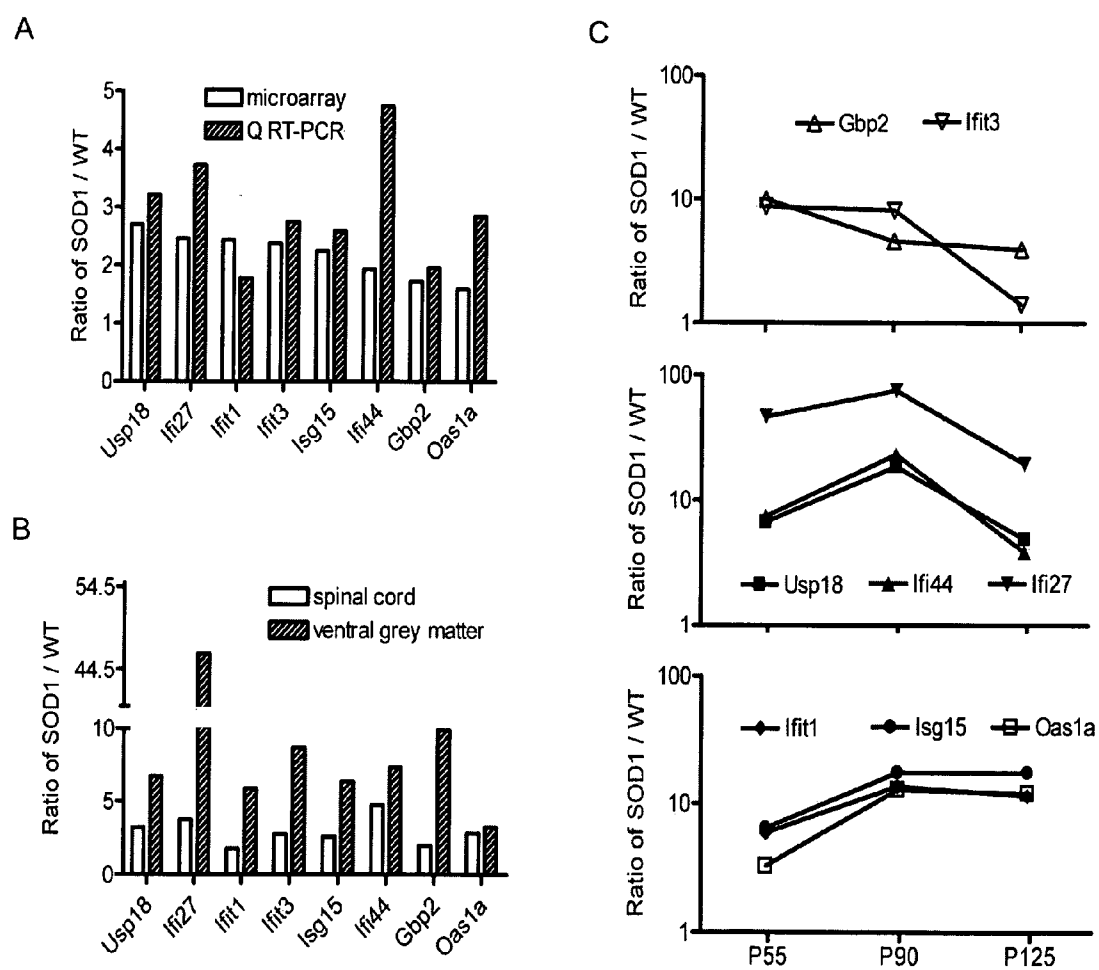 A
5
4
3
2
1
0
Ratio of SOD1 / WT
microarray
Q RT-PCR
Usp18
Ifi27
Ifit1
Ifit3
Isg15
Ifi44
Gbp2
Oas1a
B
54.5
44.5
10
5
0
Ratio of SOD1 / WT
spinal cord
ventral grey matter
Usp18
Ifi27
Ifit1
Ifit3
Isg15
Ifi44
Gbp2
Oas1a
C
100
10
1
Ratio of SOD1 / WT
Gbp2 Ifit3
100
10
1
Ratio of SOD1 / WT
Usp18 Ifi44 Ifi27
100
10
1
Ratio of SOD1 / WT
Ifit1 Isg15 Oas1a
P55 P90 P125